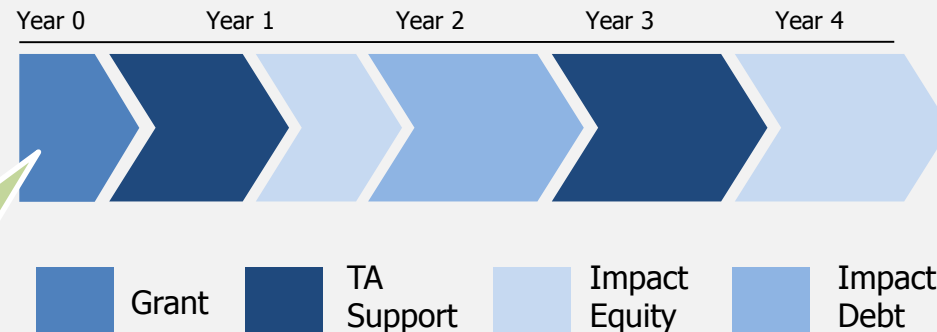 Year 0 Year 1 Year 2 Year 3 Year 4
Grant
TA
Support
Impact
Equity
Impact
Debt